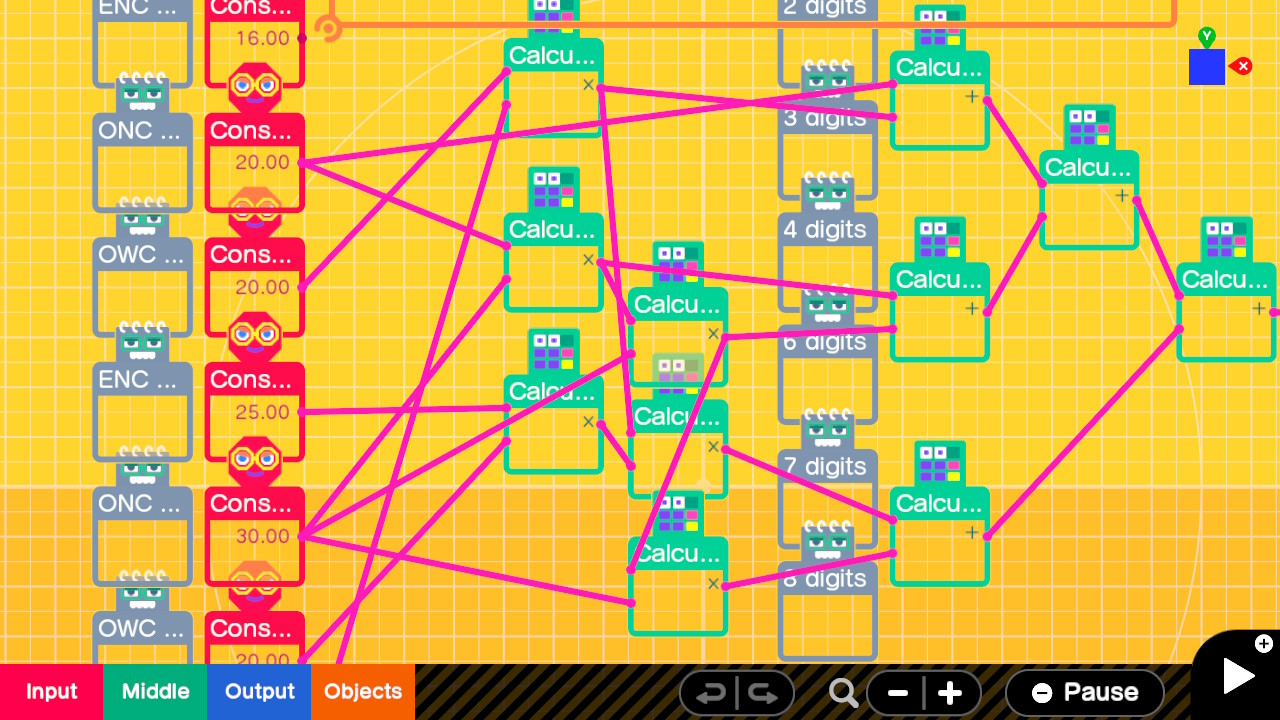 ENC ...
Cons...
16.00
2 digits
Calcu...
×
Calcu...
+
Y
X
ONC ...
Cons...
20.00
3 digits
Calcu...
+
OWC ...
Cons...
20.00
Calcu...
×
4 digits
Calcu...
+
Calcu...
+
Calcu...
×
6 digits
ENC ...
Cons...
25.00
Calcu...
×
Calcu...
×
7 digits
ONC ...
Cons...
30.00
Calcu...
+
Calcu...
×
8 digits
OWC ...
Cons...
20.00
Input
Middle
Output
Objects
Pause